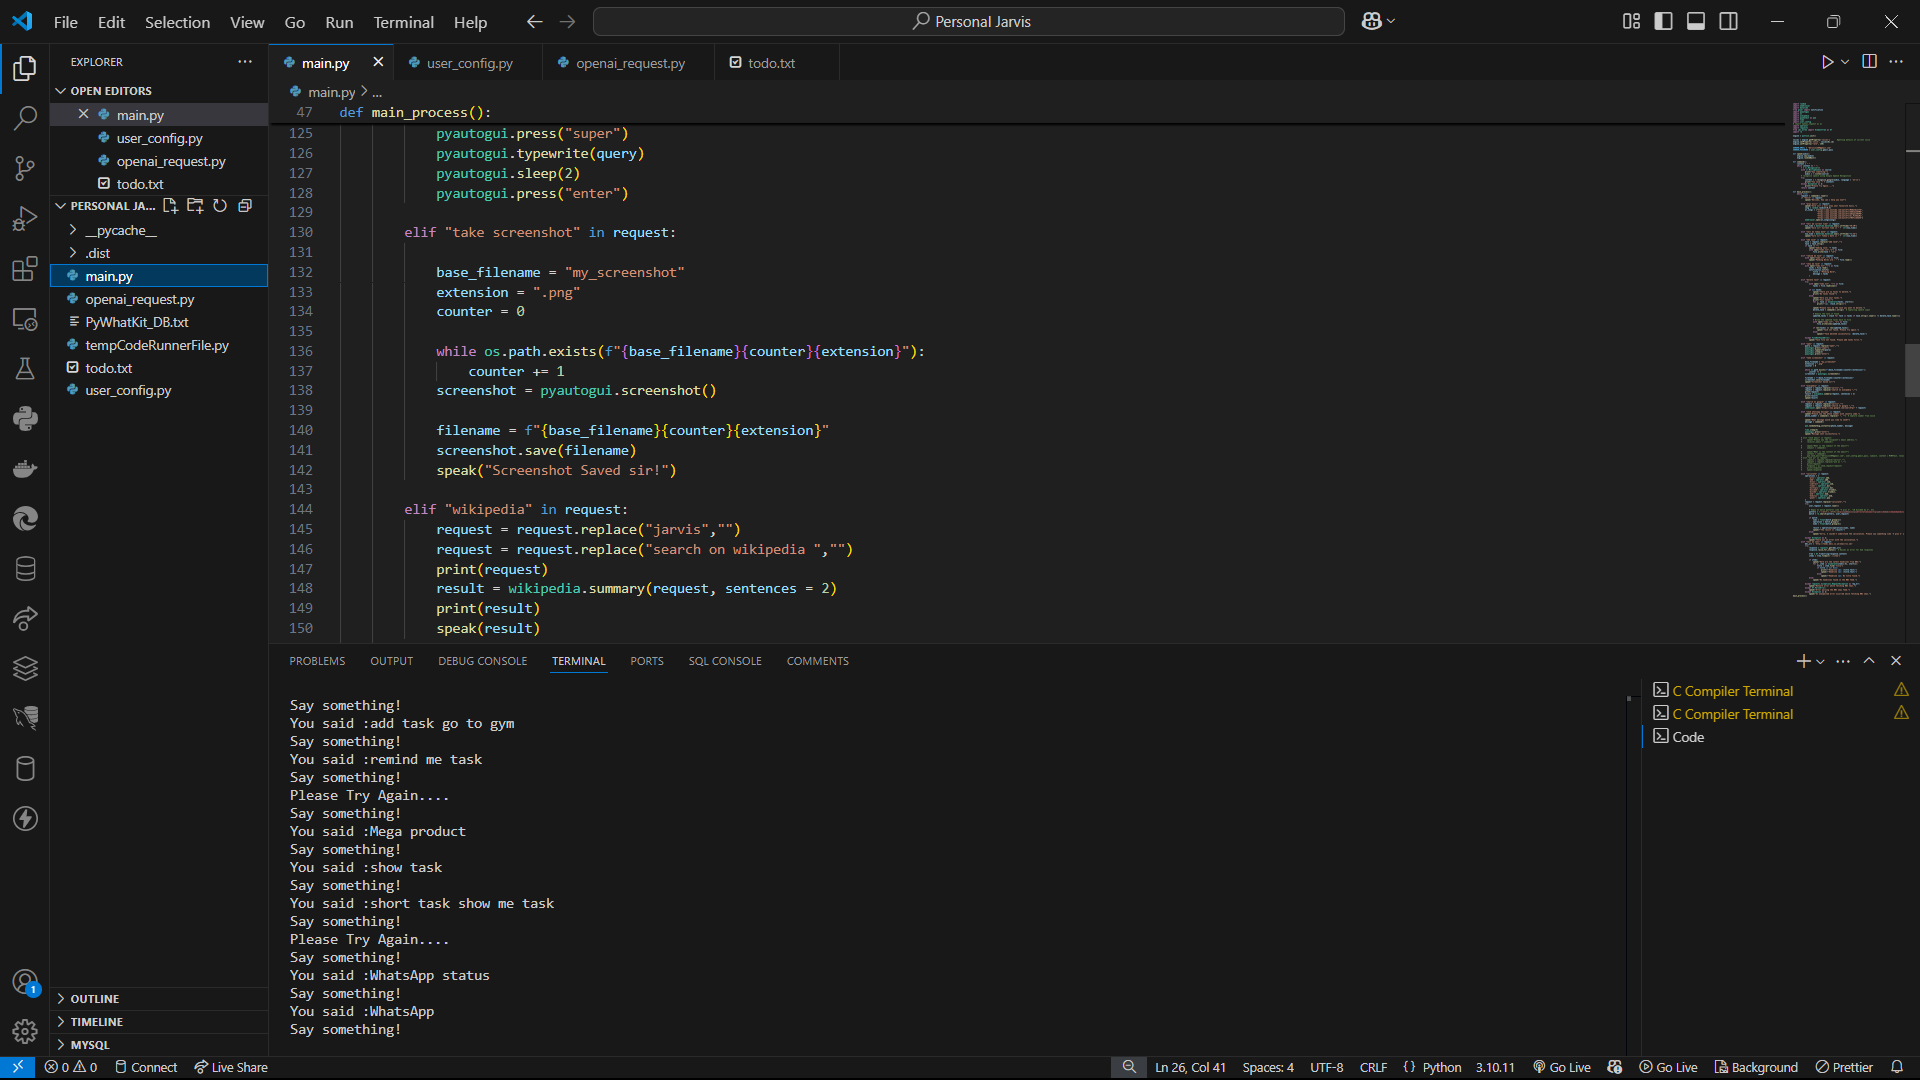 File Edit Selection View Go Run Terminal Help
Personal Jarvis
EXPLORER
OPEN EDITORS
main.py
user_config.py
openai_request.py
todo.txt
PERSONAL JA...
__pycache__
.dist
main.py
openai_request.py
PyWhatKit_DB.txt
tempCodeRunnerFile.py
todo.txt
user_config.py
OUTLINE
TIMELINE
MYSQL
main.py user_config.py openai_request.py todo.txt
main.py > ...
47 def main_process():
125 pyautogui.press("super")
126 pyautogui.typewrite(query)
127 pyautogui.sleep(2)
128 pyautogui.press("enter")
129
130 elif "take screenshot" in request:
131
132 base_filename = "my_screenshot"
133 extension = ".png"
134 counter = 0
135
136 while os.path.exists(f"{base_filename}{counter}{extension}"):
137 counter += 1
138 screenshot = pyautogui.screenshot()
139
140 filename = f"{base_filename}{counter}{extension}"
141 screenshot.save(filename)
142 speak("Screenshot Saved sir!")
143
144 elif "wikipedia" in request:
145 request = request.replace("jarvis","")
146 request = request.replace("search on wikipedia ","")
147 print(request)
148 result = wikipedia.summary(request, sentences = 2)
149 print(result)
150 speak(result)
PROBLEMS OUTPUT DEBUG CONSOLE TERMINAL PORTS SQL CONSOLE COMMENTS
Say something!
You said :add task go to gym
Say something!
You said :remind me task
Say something!
Please Try Again....
Say something!
You said :Mega product
Say something!
You said :show task
Say something!
You said :short task show me task
Say something!
Please Try Again....
Say something!
You said :WhatsApp status
Say something!
You said :WhatsApp
Say something!
C Compiler Terminal
C Compiler Terminal
Code
1
0 0 Connect Live Share
Ln 26, Col 41 Spaces: 4 UTF-8 CRLF {} Python 3.10.11 Go Live Go Live Background Prettier